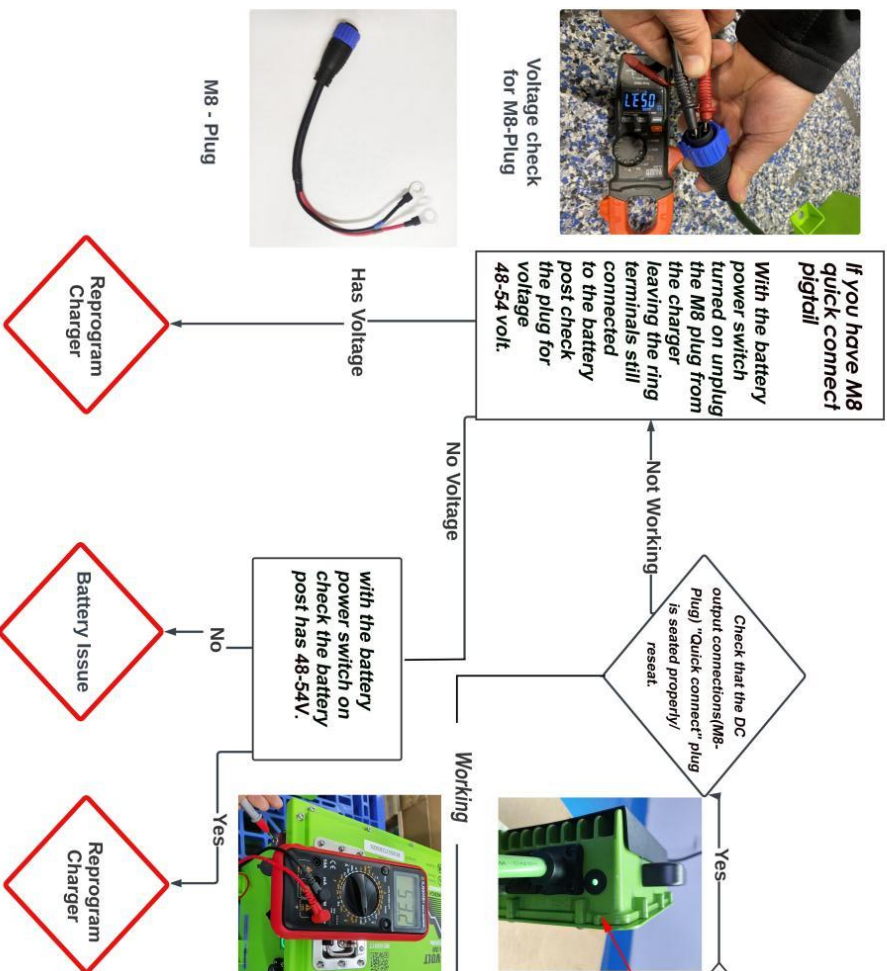 Yes
Check that the DC
output connections(M8-
Plug) "Quick connect" plug
is seated properly/
reseat.
Not Working
Working
If you have M8
quick connect
pigtail
With the battery
power switch
turned on unplug
the M8 plug from
the charger
leaving the ring
terminals still
connected
to the battery
post check
the plug for
voltage
48-54 volt.
Voltage check
for M8-Plug
No Voltage
Has Voltage
M8 - Plug
with the battery
power switch on
check the battery
post has 48-54V.
VOLT
No
Yes
Reprogram
Charger
Battery Issue
Reprogram
Charger